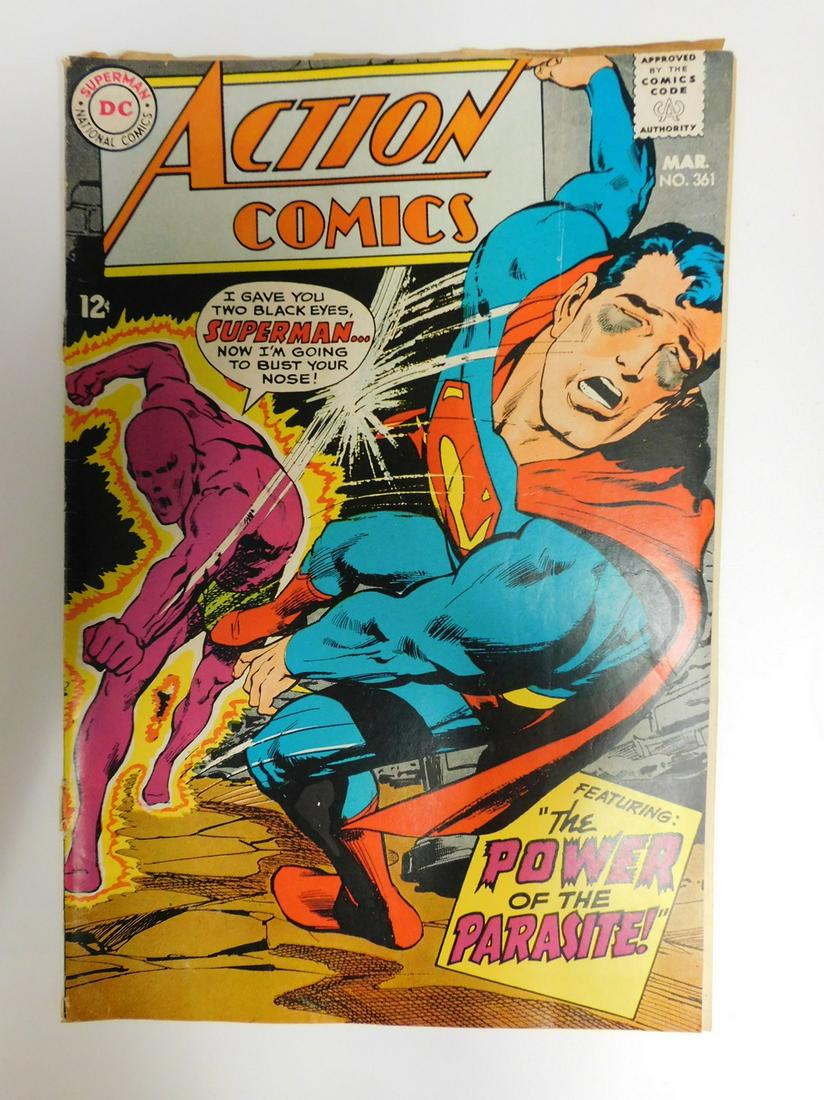 SUPERMAN
DC
NATIONAL COMICS
ACTION
COMICS
APPROVED
BY THE
COMICS
CODE
CA
AUTHORITY
MAR.
NO. 361
12¢
I GAVE YOU
TWO BLACK EYES,
SUPERMAN...
NOW I'M GOING
TO BUST YOUR
NOSE!
FEATURING:
"The
POWER
OF THE
PARASITE!"